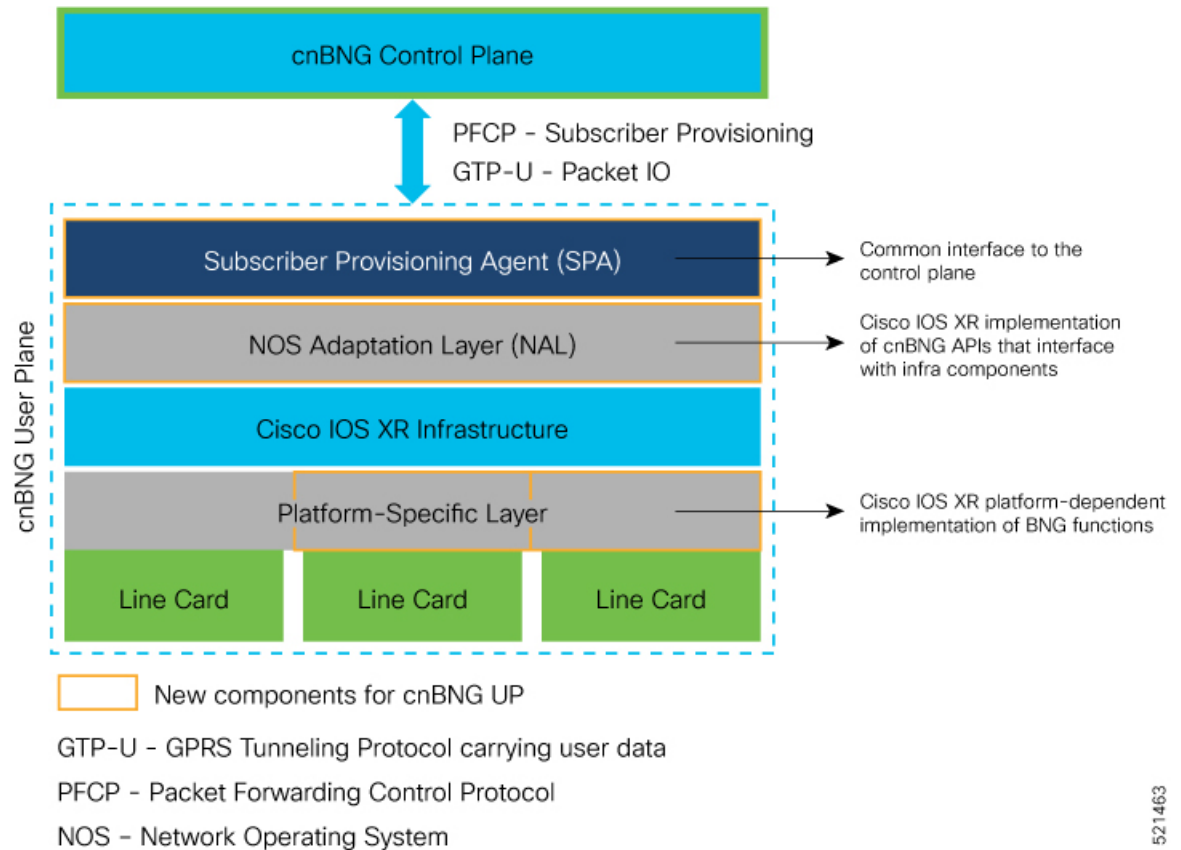 cnBNG Control Plane
PFCP - Subscriber Provisioning
GTP-U - Packet IO
cnBNG User Plane
Subscriber Provisioning Agent (SPA)
Common interface to the
control plane
NOS Adaptation Layer (NAL)
Cisco IOS XR implementation
of cnBNG APIs that interface
with infra components
Cisco IOS XR Infrastructure
Platform-Specific Layer
Cisco IOS XR platform-dependent
implementation of BNG functions
Line Card
Line Card
Line Card
New components for cnBNG UP
GTP-U - GPRS Tunneling Protocol carrying user data
PFCP - Packet Forwarding Control Protocol
NOS – Network Operating System
521463